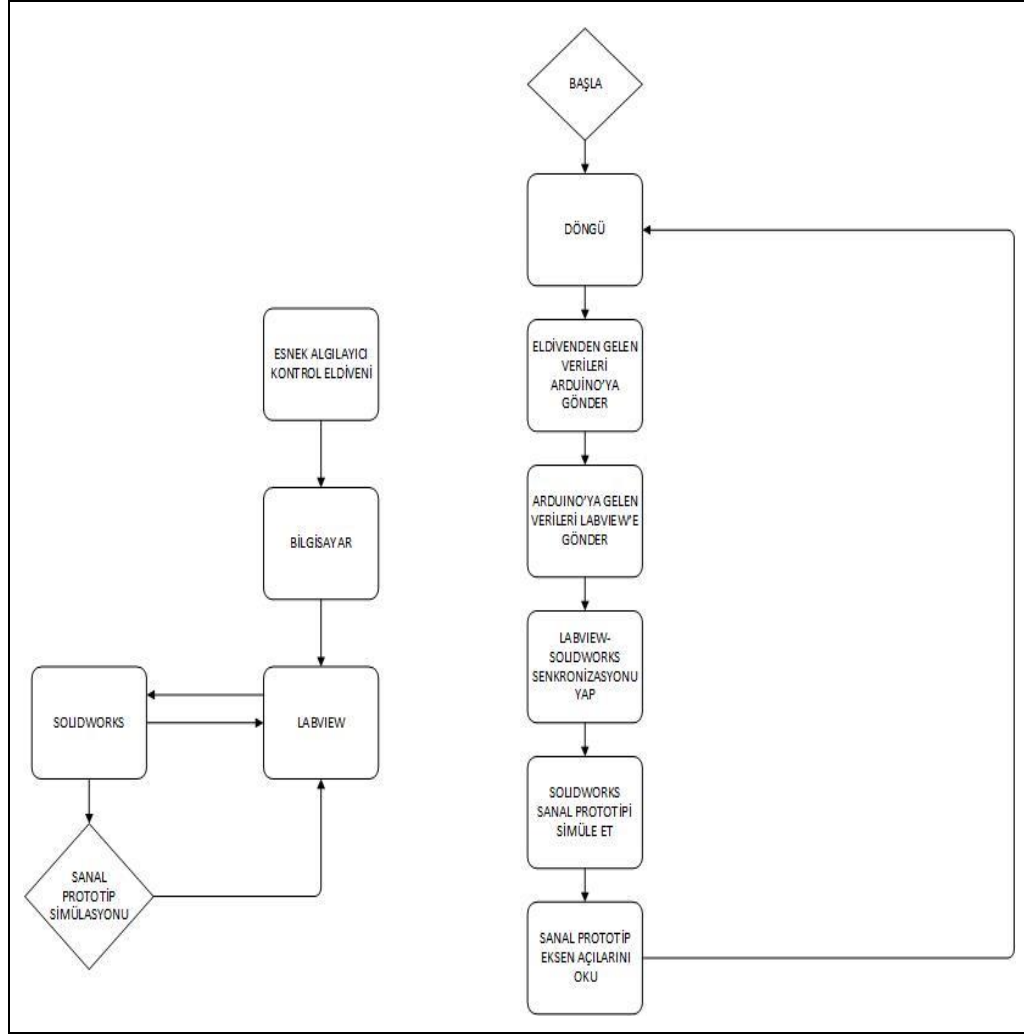 BAŞLA
DÖNGÜ
ELDİVENDEN GELEN
VERİLERİ
ARDUİNO'YA
GÖNDER
ARDUINO'YA GELEN
VERİLERİ LABVIEW'E
GÖNDER
LABVIEW-
SOLIDWORKS
SENKRONİZASYONU
YAP
SOLIDWORKS
SANAL PROTOTİPİ
SİMÜLE ET
SANAL PROTOTİP
EKSEN AÇILARINI
OKU
ESNEK ALGILAYICI
KONTROL ELDİVENİ
BİLGİSAYAR
LABVIEW
SOLIDWORKS
SANAL
PROTOTİP
SİMÜLASYONU